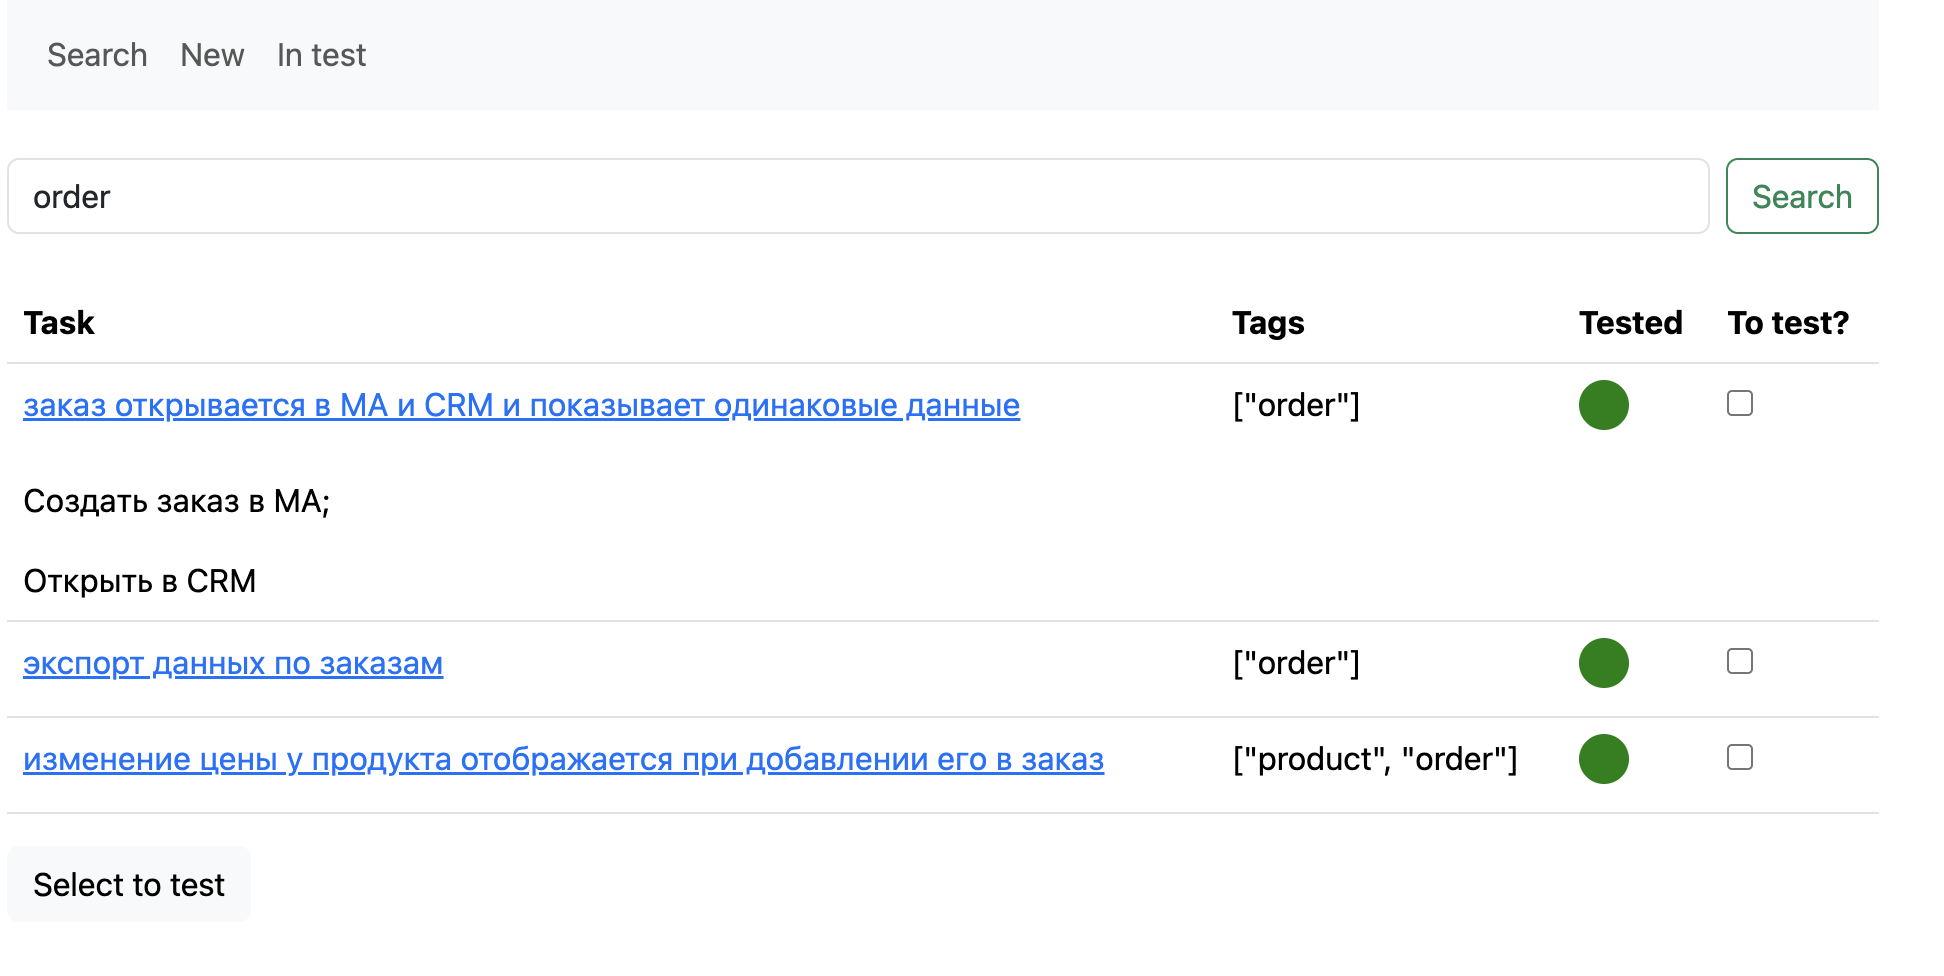 Search New In test
order Search
Task Tags Tested To test?
заказ открывается в МА и CRM и показывает одинаковые данные ["order"]
Создать заказ в МА;
Открыть в CRM
экспорт данных по заказам ["order"]
изменение цены у продукта отображается при добавлении его в заказ ["product", "order"]
Select to test